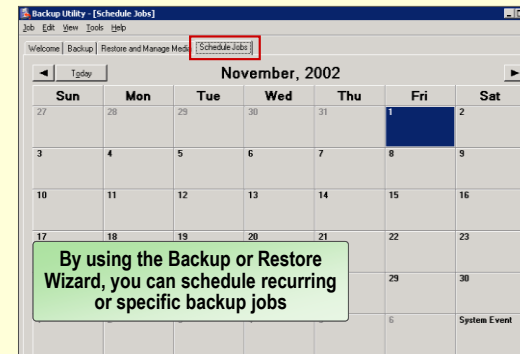 Backup Utility - [Schedule Jobs]
Job Edit View Tools Help
Welcome Backup Restore and Manage Media Schedule Jobs
Today November, 2002
Sun Mon Tue Wed Thu Fri Sat
27 28 29 30 31 1 2
3 4 5 6 7 8 9
10 11 12 13 14 15 16
17 18 19 20 21 22 23
By using the Backup or Restore
Wizard, you can schedule recurring
or specific backup jobs
29 30
6 System Event